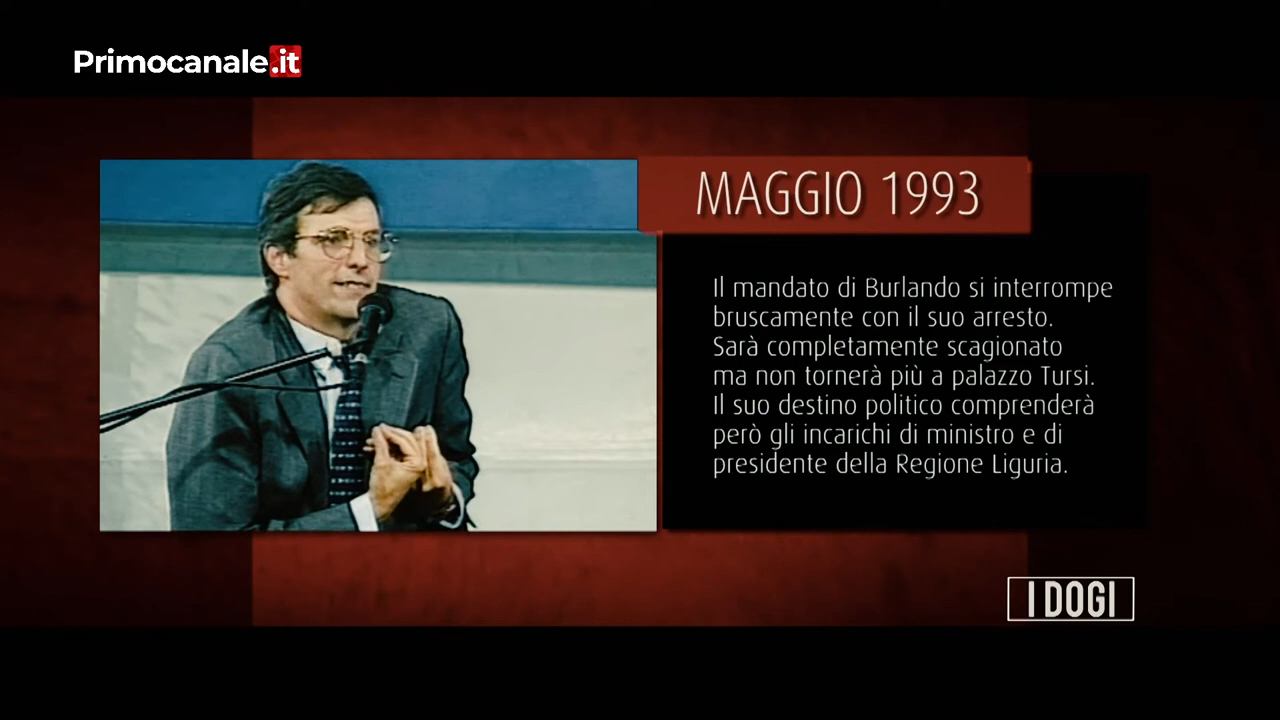 Primocanale.it
MAGGIO 1993
Il mandato di Burlando si interrompe
bruscamente con il suo arresto.
Sarà completamente scagionato
ma non tornerà più a palazzo Tursi.
Il suo destino politico comprenderà
però gli incarichi di ministro e di
presidente della Regione Liguria.
I DOGI